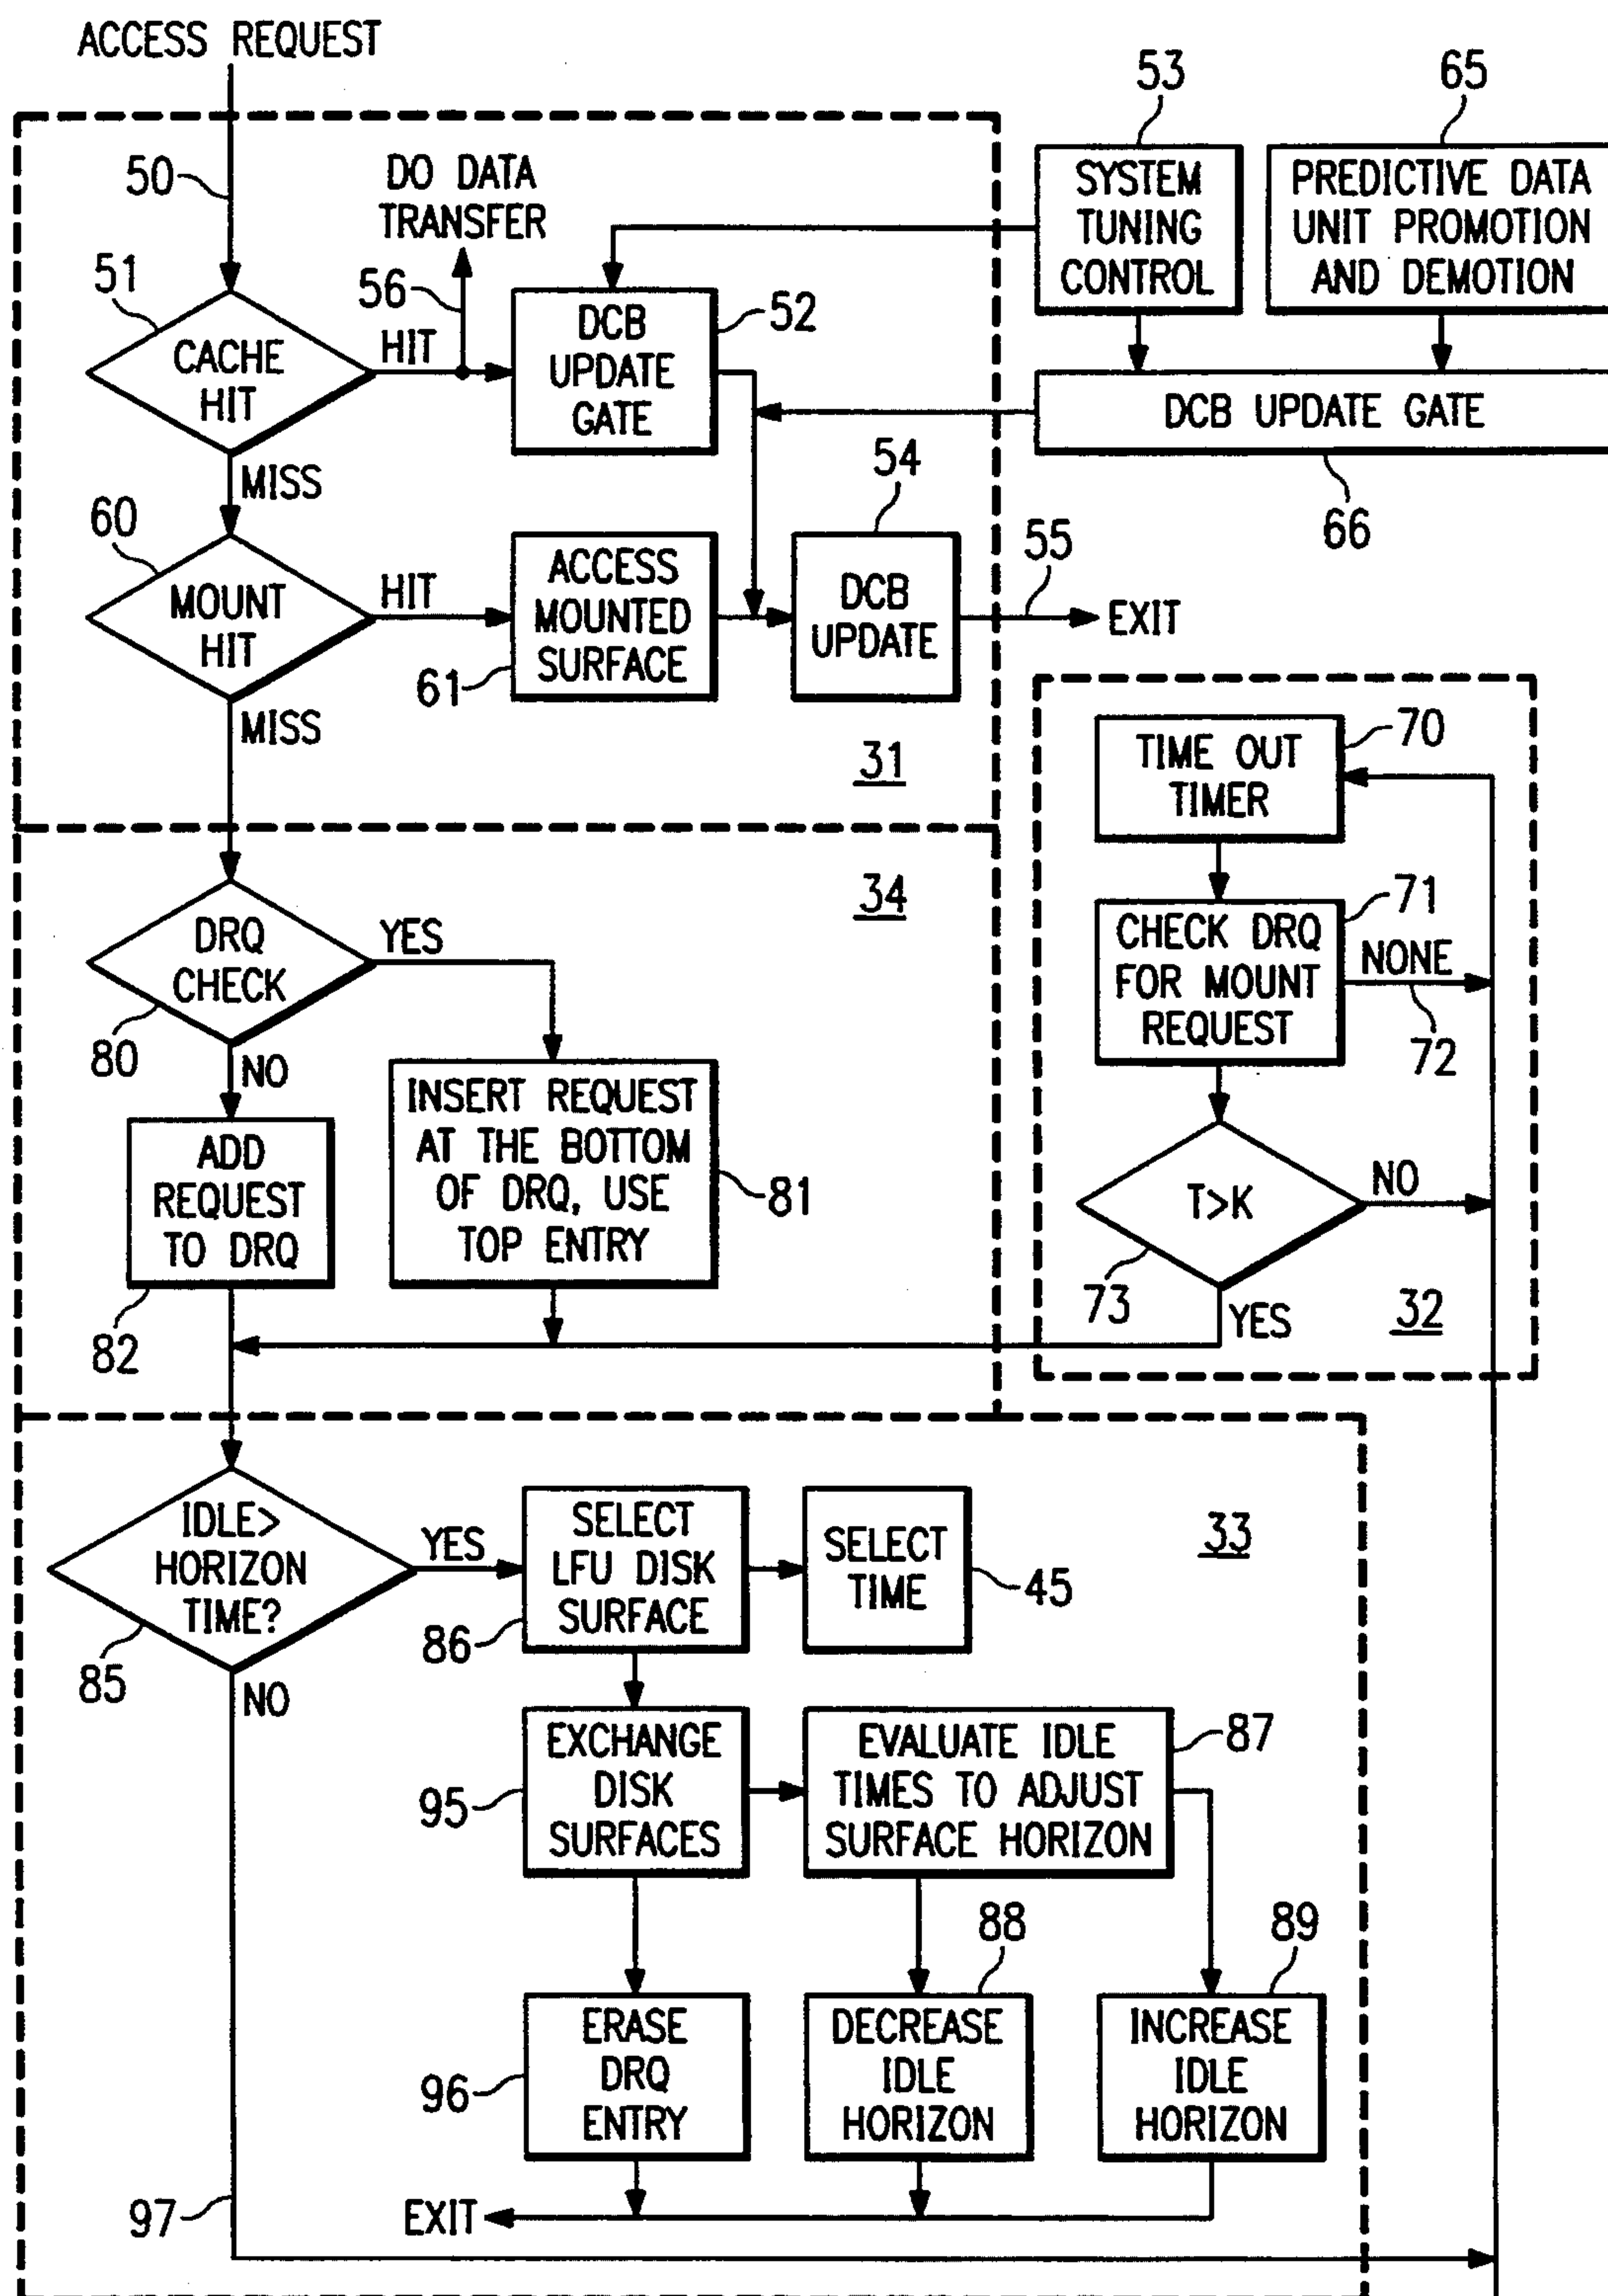 ACCESS REQUEST
50
DO DATA
TRANSFER
53
SYSTEM
TUNING
CONTROL
65
PREDICTIVE DATA
UNIT PROMOTION
AND DEMOTION
51
CACHE
HIT
HIT
56
DCB
UPDATE
GATE
52
DCB UPDATE GATE
66
MISS
60
MOUNT
HIT
HIT
ACCESS
MOUNTED
SURFACE
61
54
DCB
UPDATE
55
EXIT
MISS
31
TIME OUT
TIMER
70
34
DRQ
CHECK
YES
80
NO
CHECK DRQ
FOR MOUNT
REQUEST
71
NONE
72
ADD
REQUEST
TO DRQ
82
INSERT REQUEST
AT THE BOTTOM
OF DRQ, USE
TOP ENTRY
81
T>K
NO
73
YES
32
IDLE>
HORIZON
TIME?
YES
85
NO
SELECT
LFU DISK
SURFACE
86
SELECT
TIME
45
33
EXCHANGE
DISK
SURFACES
95
EVALUATE IDLE
TIMES TO ADJUST
SURFACE HORIZON
87
88
89
ERASE
DRQ
ENTRY
96
DECREASE
IDLE
HORIZON
INCREASE
IDLE
HORIZON
97
EXIT